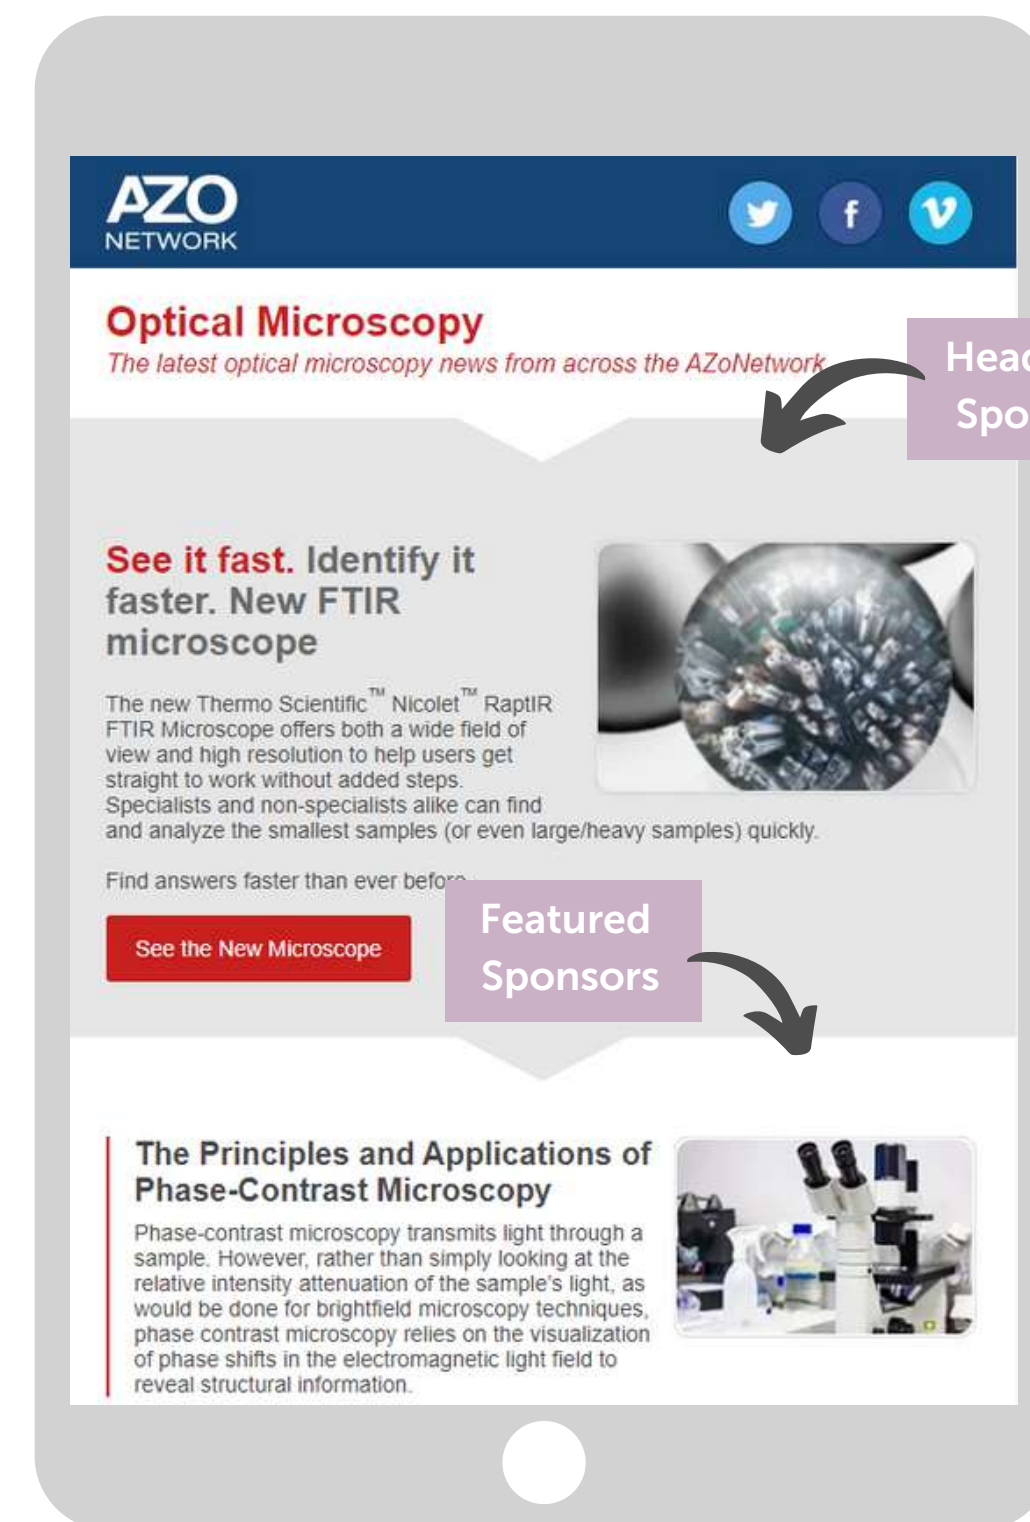 AZO
NETWORK
Optical Microscopy
The latest optical microscopy news from across the AZoNetwork
See it fast. Identify it
faster. New FTIR
microscope
The new Thermo Scientific™ Nicolet™ RaptIR
FTIR Microscope offers both a wide field of
view and high resolution to help users get
straight to work without added steps.
Specialists and non-specialists alike can find
and analyze the smallest samples (or even large/heavy samples) quickly.
Find answers faster than ever before
See the New Microscope
Featured
Sponsors
The Principles and Applications of
Phase-Contrast Microscopy
Phase-contrast microscopy transmits light through a
sample. However, rather than simply looking at the
relative intensity attenuation of the sample's light, as
would be done for brightfield microscopy techniques,
phase contrast microscopy relies on the visualization
of phase shifts in the electromagnetic light field to
reveal structural information.